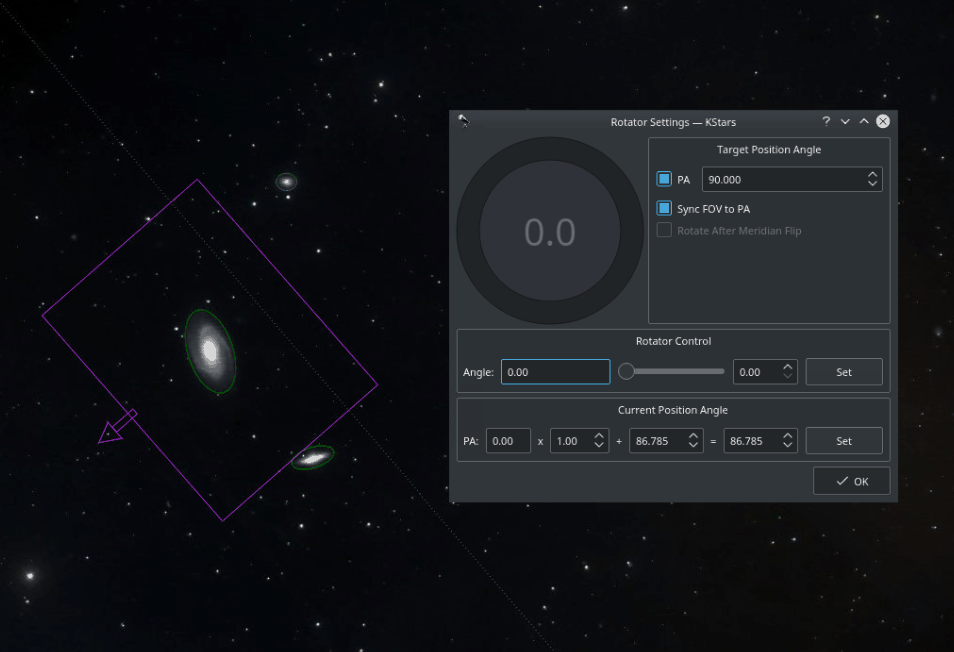 Rotator Settings — KStars
?
0.0
Target Position Angle
PA 90.000
Sync FOV to PA
Rotate After Meridian Flip
Rotator Control
Angle: 0.00 0.00 Set
Current Position Angle
PA: 0.00 x 1.00 + 86.785 = 86.785 Set
OK